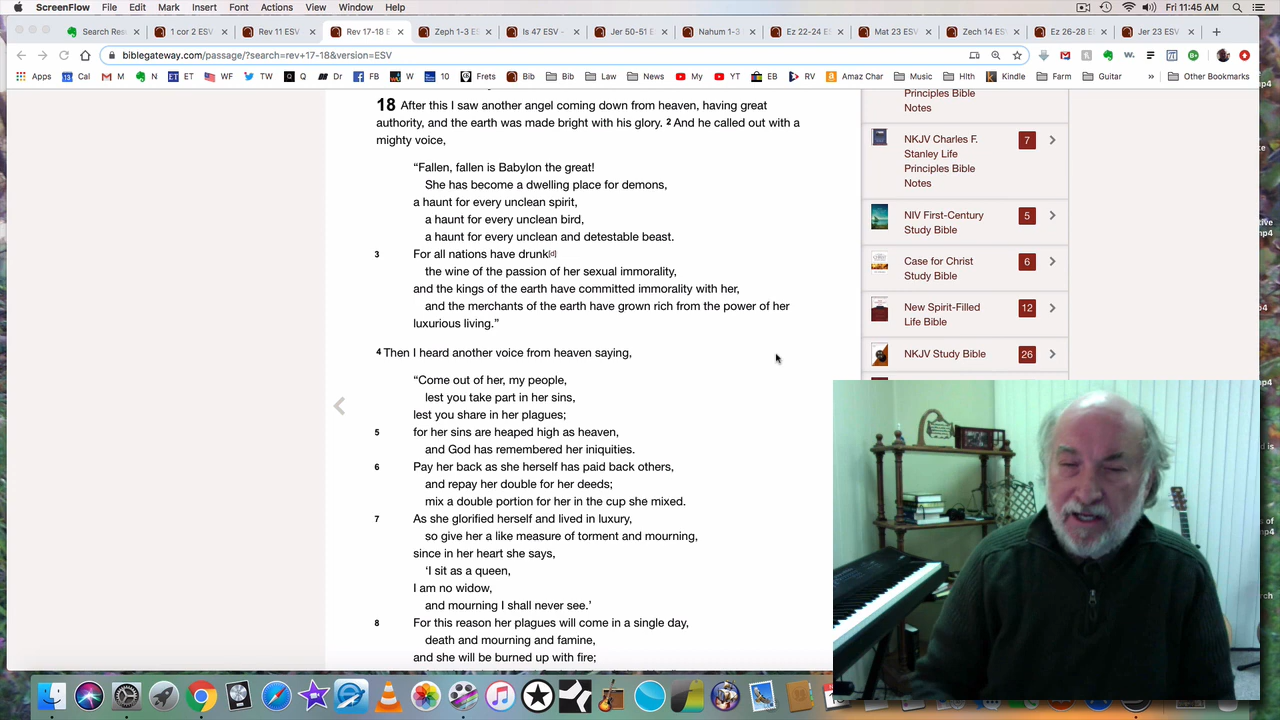 ScreenFlow File Edit Mark Insert Font Actions View Window Help Fri 11:45 AM
Search Res 1 cor 2 ESV Rev 11 ESV Rev 17-18 E Zeph 1-3 E Is 47 ESV - Jer 50-51 E Nahum 1-3 Ez 22-24 E Mat 23 ESV Zech 14 ESV Ez 26-28 E Jer 23 ESV
biblegateway.com/passage/?search=rev+17-18&version=ESV
Apps Cal M N ET WF TW Q Dr FB W 10 Frets Bib Bib Law News My YT EB RV Amaz Char Music Hlth Kindle Farm Guitar » Other Bookmarks
18 After this I saw another angel coming down from heaven, having great
authority, and the earth was made bright with his glory. 2 And he called out with a
mighty voice,
“Fallen, fallen is Babylon the great!
She has become a dwelling place for demons,
a haunt for every unclean spirit,
a haunt for every unclean bird,
a haunt for every unclean and detestable beast.
3 For all nations have drunk[d]
the wine of the passion of her sexual immorality,
and the kings of the earth have committed immorality with her,
and the merchants of the earth have grown rich from the power of her
luxurious living.”
4 Then I heard another voice from heaven saying,
“Come out of her, my people,
lest you take part in her sins,
lest you share in her plagues;
5 for her sins are heaped high as heaven,
and God has remembered her iniquities.
6 Pay her back as she herself has paid back others,
and repay her double for her deeds;
mix a double portion for her in the cup she mixed.
7 As she glorified herself and lived in luxury,
so give her a like measure of torment and mourning,
since in her heart she says,
‘I sit as a queen,
I am no widow,
and mourning I shall never see.’
8 For this reason her plagues will come in a single day,
death and mourning and famine,
and she will be burned up with fire;
Principles Bible
Notes
NKJV Charles F. 7
Stanley Life
Principles Bible
Notes
NIV First-Century 5
Study Bible
Case for Christ 6
Study Bible
New Spirit-Filled 12
Life Bible
NKJV Study Bible 26